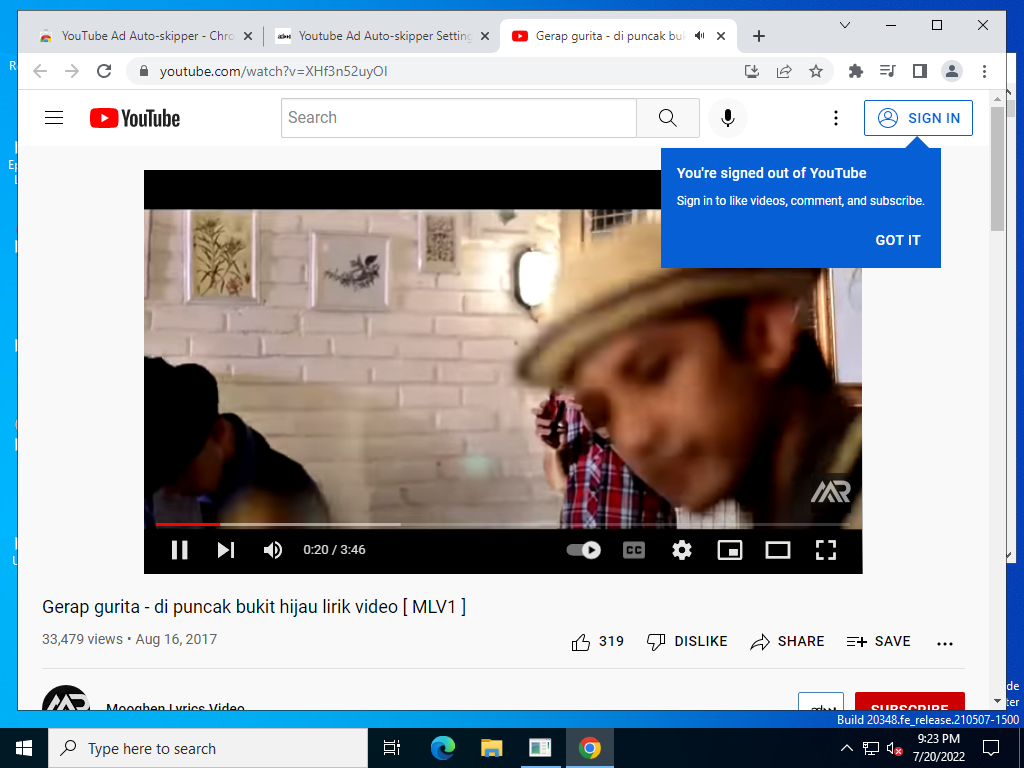 YouTube Ad Auto-skipper - Chro
Youtube Ad Auto-skipper Setting
Gerap gurita - di puncak bu
youtube.com/watch?v=XHf3n52uyOI
YouTube
Search
SIGN IN
You're signed out of YouTube
Sign in to like videos, comment, and subscribe.
GOT IT
0:20 / 3:46
CC
Gerap gurita - di puncak bukit hijau lirik video [ MLV1 ]
33,479 views • Aug 16, 2017
319
DISLIKE
SHARE
SAVE
Mooghen Lyrics Video
SUBSCRIBE
Build 20348.fe_release.210507-1500
Type here to search
9:23 PM
7/20/2022